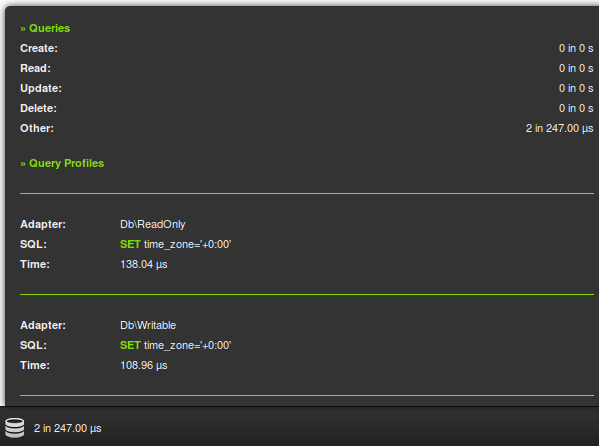 » Queries
Create: 0 in 0 s
Read: 0 in 0 s
Update: 0 in 0 s
Delete: 0 in 0 s
Other: 2 in 247.00 µs
» Query Profiles
Adapter: Db\ReadOnly
SQL: SET time_zone='+0:00'
Time: 138.04 µs
Adapter: Db\Writable
SQL: SET time_zone='+0:00'
Time: 108.96 µs
2 in 247.00 µs